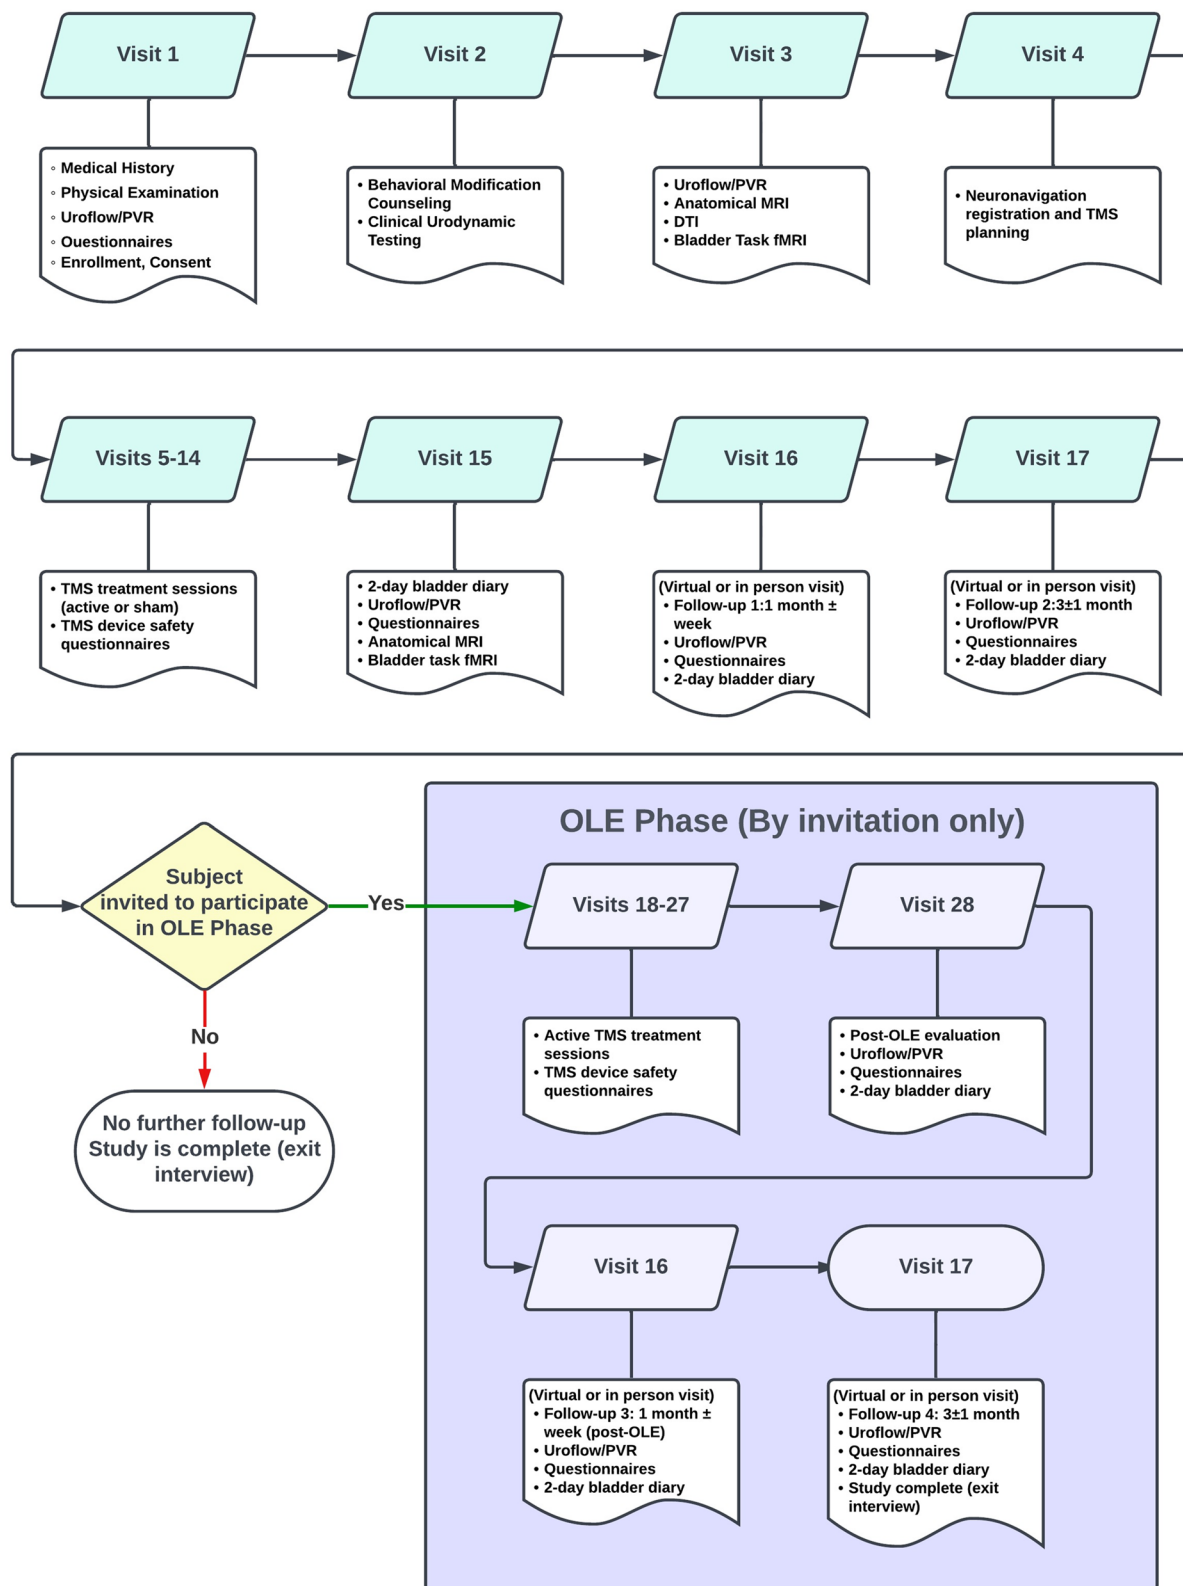 Visit 1
Visit 2
Visit 3
Visit 4
◦ Medical History
◦ Physical Examination
◦ Uroflow/PVR
◦ Ouestionnaires
◦ Enrollment, Consent
• Behavioral Modification
Counseling
• Clinical Urodynamic
Testing
• Uroflow/PVR
• Anatomical MRI
• DTI
• Bladder Task fMRI
• Neuronavigation
registration and TMS
planning
Visits 5-14
Visit 15
Visit 16
Visit 17
• TMS treatment sessions
(active or sham)
• TMS device safety
questionnaires
• 2-day bladder diary
• Uroflow/PVR
• Questionnaires
• Anatomical MRI
• Bladder task fMRI
(Virtual or in person visit)
• Follow-up 1:1 month ±
week
• Uroflow/PVR
• Questionnaires
• 2-day bladder diary
(Virtual or in person visit)
• Follow-up 2:3±1 month
• Uroflow/PVR
• Questionnaires
• 2-day bladder diary
Subject
invited to participate
in OLE Phase
Yes
No
No further follow-up
Study is complete (exit
interview)
OLE Phase (By invitation only)
Visits 18-27
Visit 28
• Active TMS treatment
sessions
• TMS device safety
questionnaires
• Post-OLE evaluation
• Uroflow/PVR
• Questionnaires
• 2-day bladder diary
Visit 16
Visit 17
(Virtual or in person visit)
• Follow-up 3: 1 month ±
week (post-OLE)
• Uroflow/PVR
• Questionnaires
• 2-day bladder diary
(Virtual or in person visit)
• Follow-up 4: 3±1 month
• Uroflow/PVR
• Questionnaires
• 2-day bladder diary
• Study complete (exit
interview)